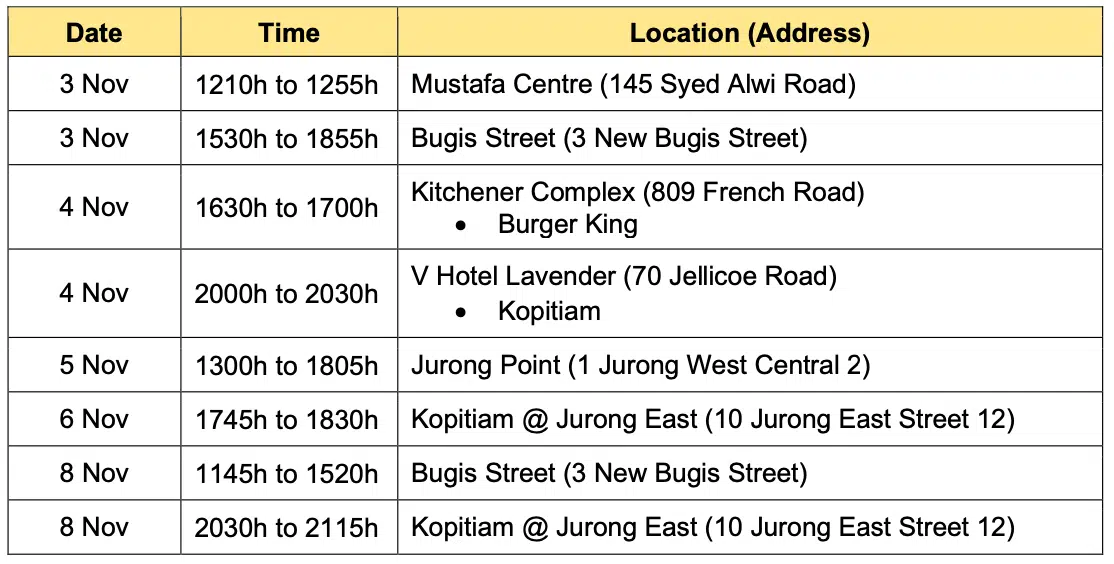 Date Time Location (Address)
3 Nov 1210h to 1255h Mustafa Centre (145 Syed Alwi Road)
3 Nov 1530h to 1855h Bugis Street (3 New Bugis Street)
4 Nov 1630h to 1700h Kitchener Complex (809 French Road)
• Burger King
4 Nov 2000h to 2030h V Hotel Lavender (70 Jellicoe Road)
• Kopitiam
5 Nov 1300h to 1805h Jurong Point (1 Jurong West Central 2)
6 Nov 1745h to 1830h Kopitiam @ Jurong East (10 Jurong East Street 12)
8 Nov 1145h to 1520h Bugis Street (3 New Bugis Street)
8 Nov 2030h to 2115h Kopitiam @ Jurong East (10 Jurong East Street 12)